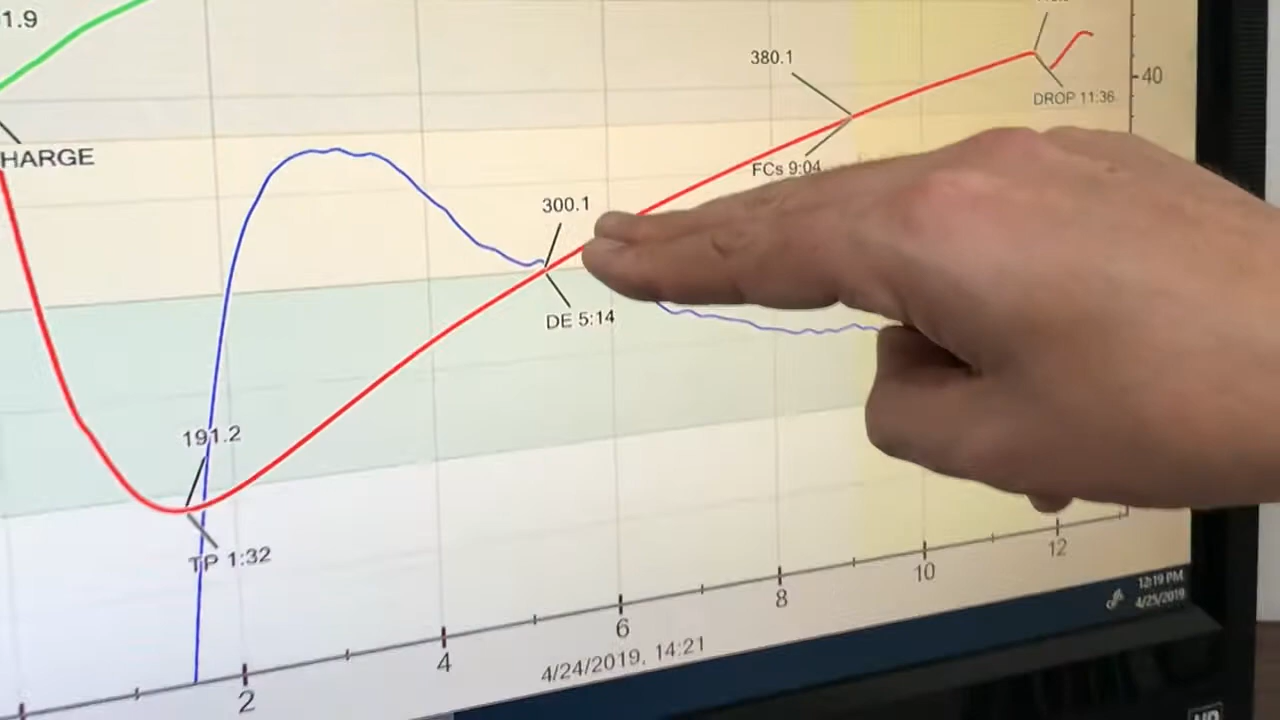 1.9
HARGE
380.1
40
DROP 11:36
FCs 9:04
300.1
DE 5:14
191.2
TP 1:32
2
4
6
8
10
12
4/24/2019, 14:21
12:19 PM
4/25/2019